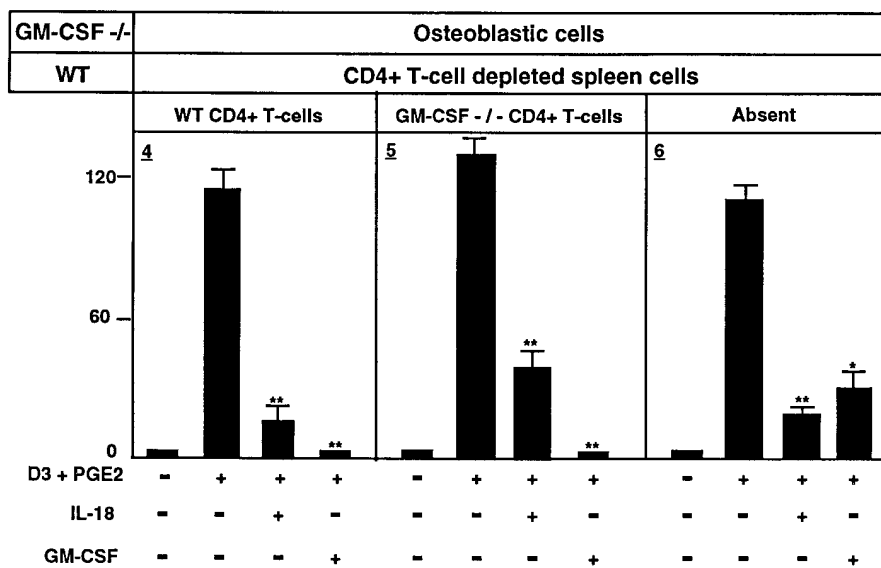 GM-CSF -/- Osteoblastic cells
WT CD4+ T-cell depleted spleen cells
WT CD4+ T-cells GM-CSF - / - CD4+ T-cells Absent
4 5 6
120
60
0
** ** ** ** ** *
D3 + PGE2 - + + + - + + + - + + +
IL-18 - - + - - - + - - - + -
GM-CSF - - - + - - - + - - - +